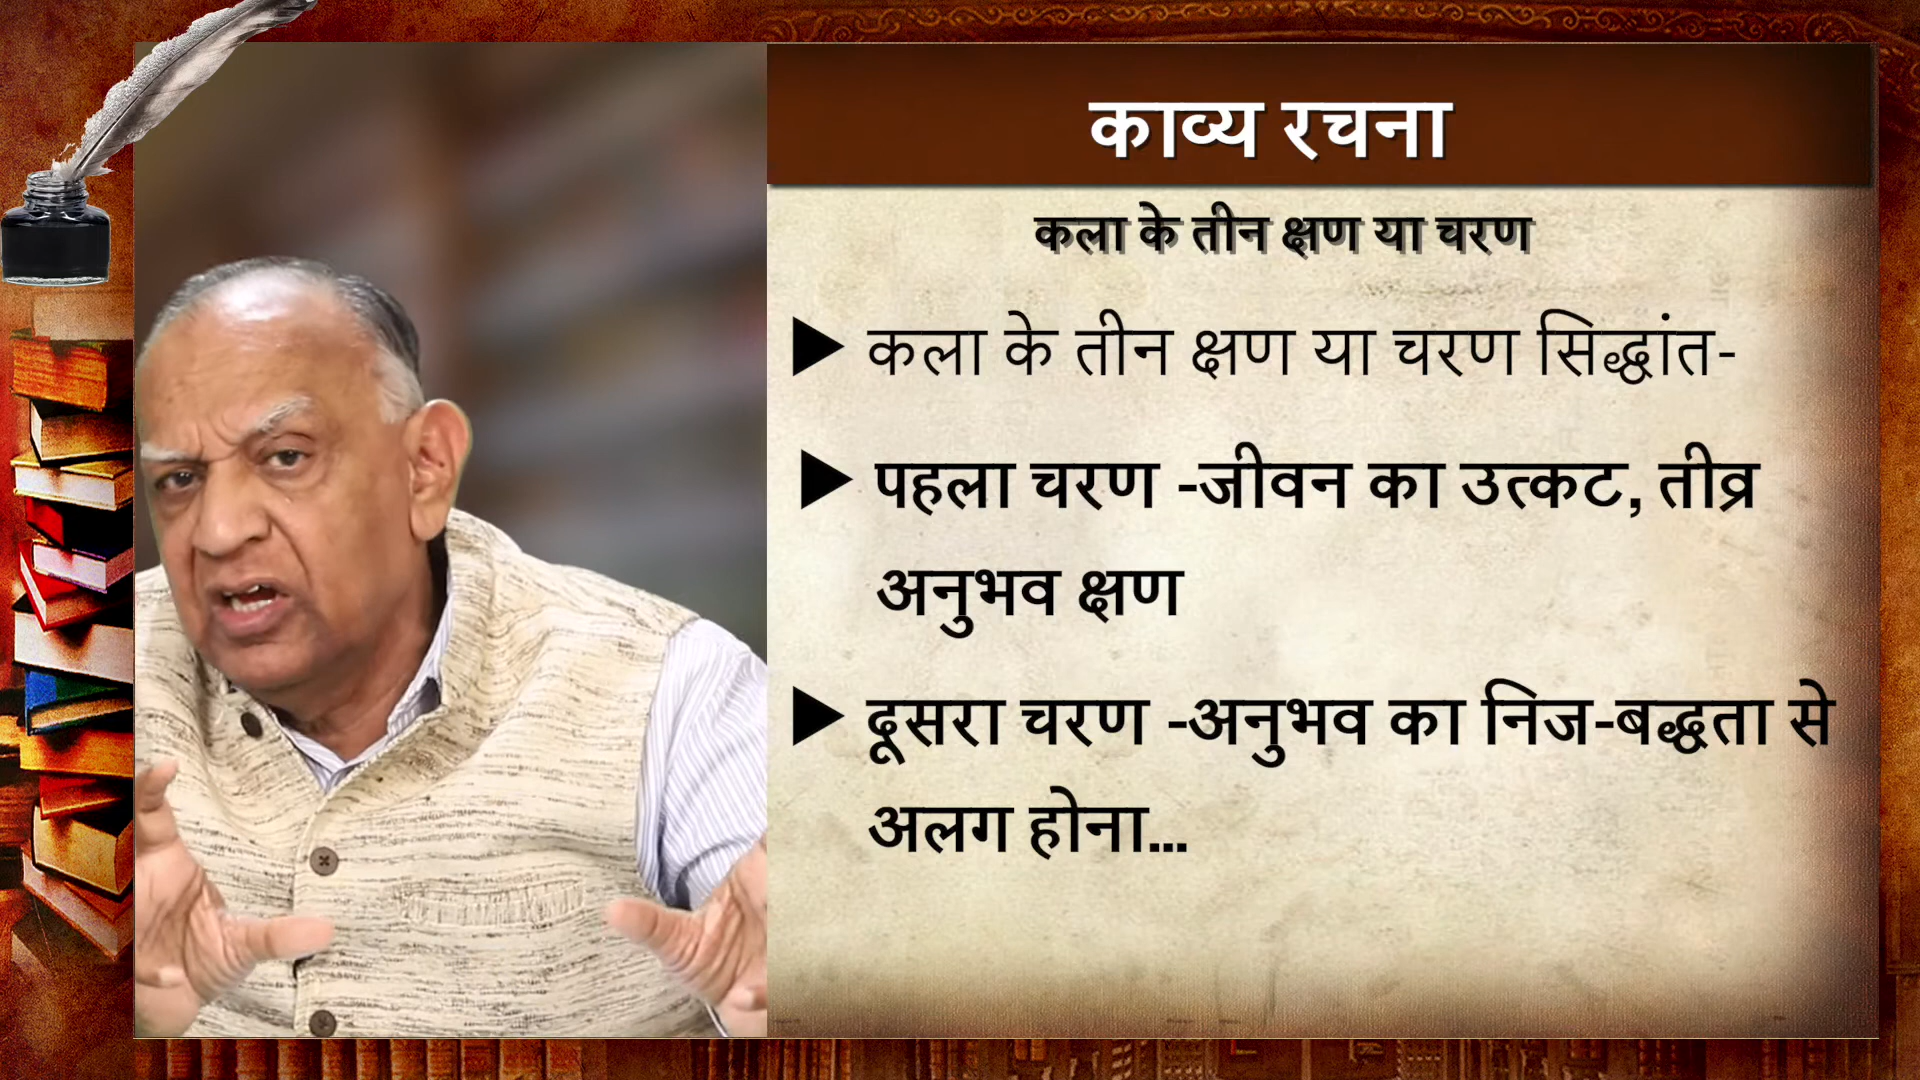 काव्य रचना
कला के तीन क्षण या चरण
कला के तीन क्षण या चरण सिद्धांत-
पहला चरण -जीवन का उत्कट, तीव्र
अनुभव क्षण
दूसरा चरण -अनुभव का निज-बद्धता से
अलग होना...